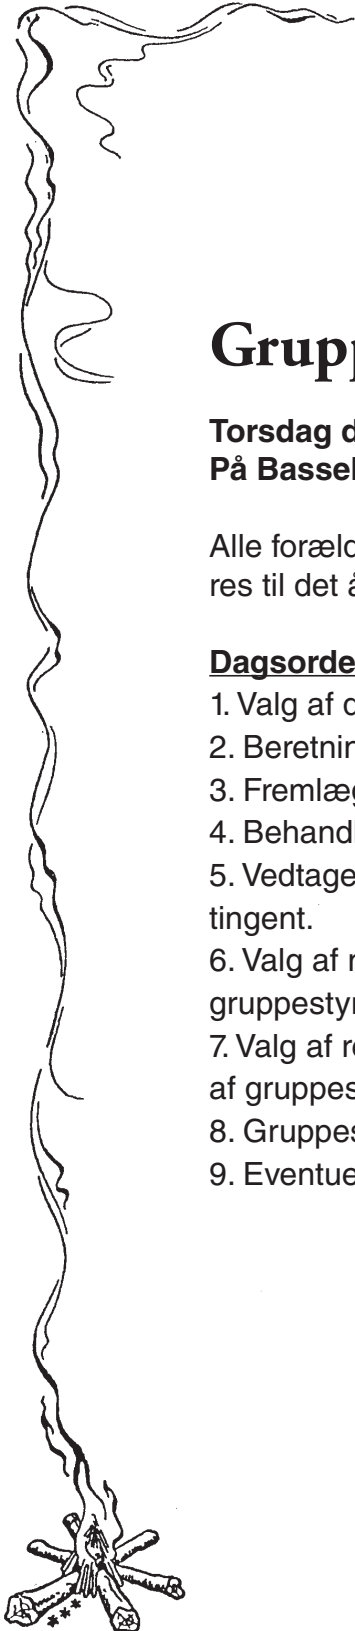 Grupp
Torsdag d
På Bassel
Alle foræld
res til det å
Dagsorde
1. Valg af d
2. Beretnin
3. Fremlæg
4. Behandl
5. Vedtage
tingent.
6. Valg af r
gruppestyr
7. Valg af re
af gruppes
8. Gruppes
9. Eventue